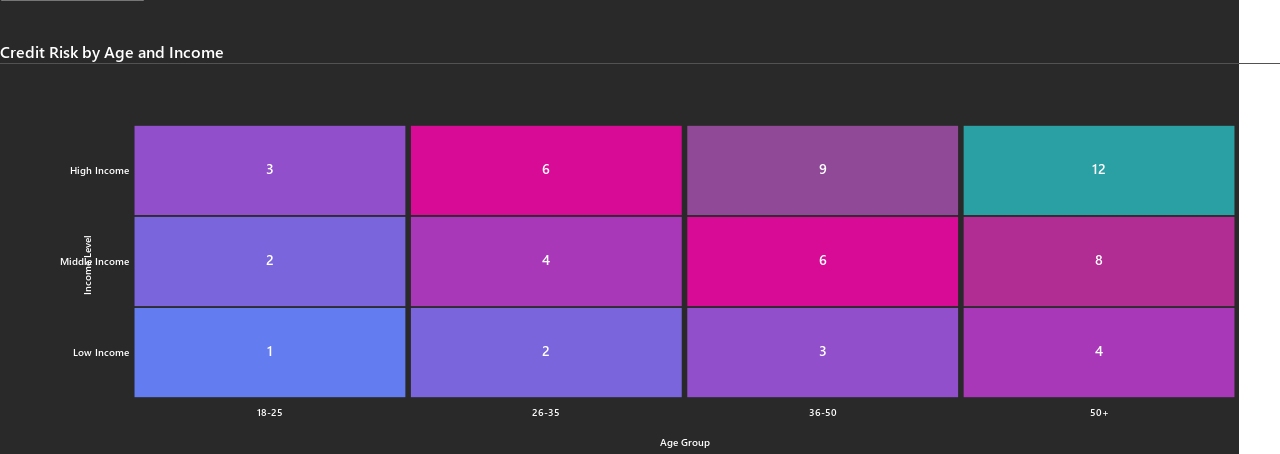 Credit Risk by Age and Income
High Income
3
6
9
12
Middle Income
2
4
6
8
Income Level
Low Income
1
2
3
4
18-25
26-35
36-50
50+
Age Group